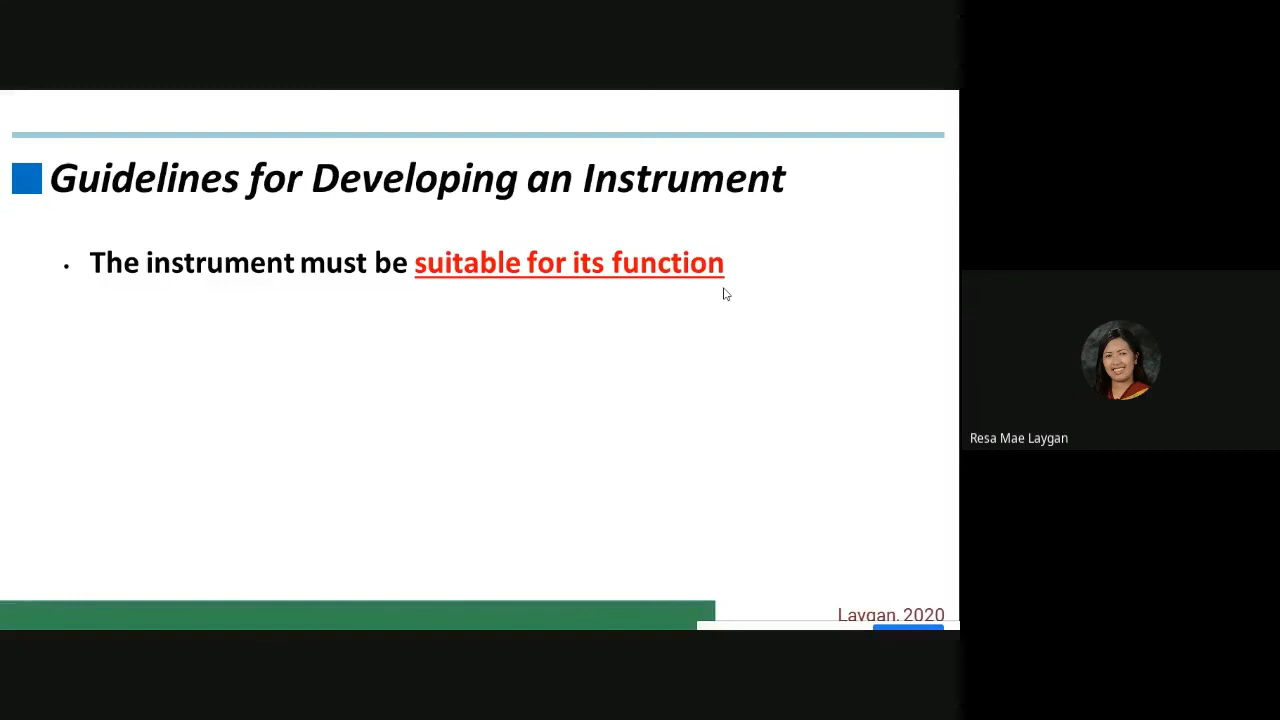 Guidelines for Developing an Instrument
• The instrument must be suitable for its function
Resa Mae Laygan
Laygan, 2020